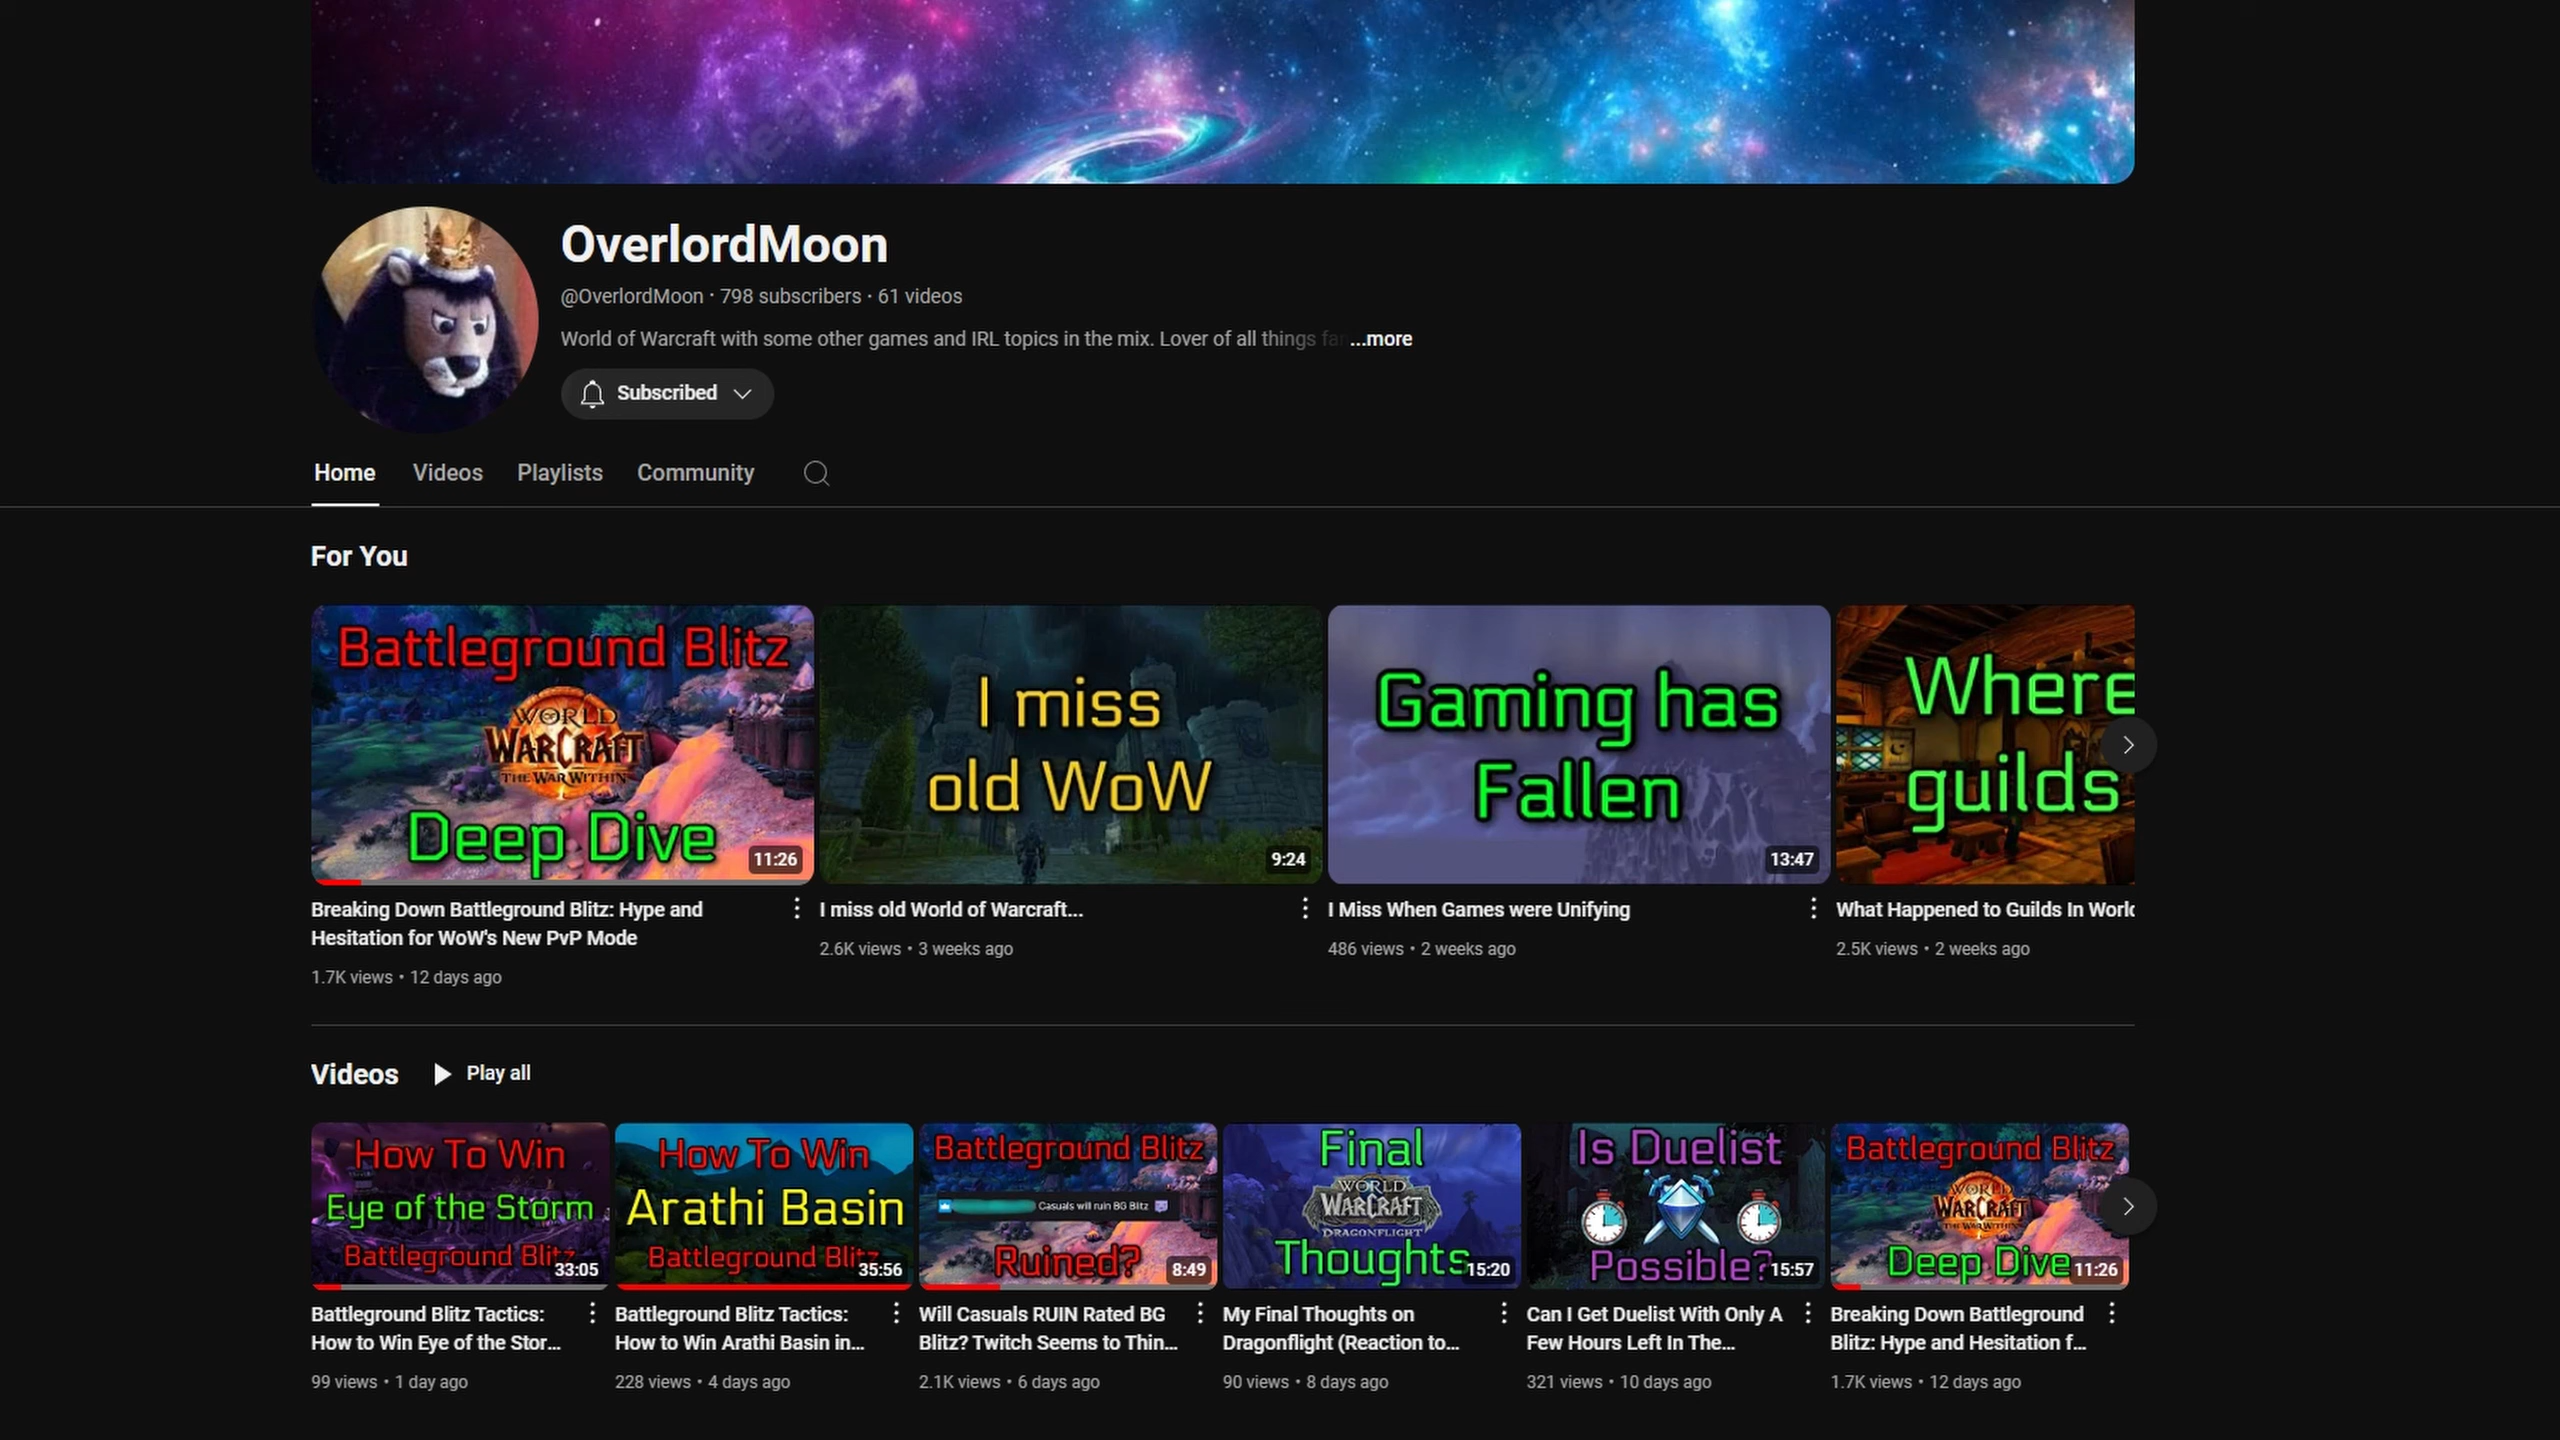 OverlordMoon
@OverlordMoon · 798 subscribers · 61 videos
World of Warcraft with some other games and IRL topics in the mix. Lover of all things fan ...more
Subscribed
Home Videos Playlists Community
For You
Battleground Blitz
WORLD
WARCRAFT
THE WAR WITHIN
Deep Dive
11:26
Breaking Down Battleground Blitz: Hype and
Hesitation for WoW's New PvP Mode
1.7K views • 12 days ago
I miss
old WoW
9:24
I miss old World of Warcraft...
2.6K views • 3 weeks ago
Gaming has
Fallen
13:47
I Miss When Games were Unifying
486 views • 2 weeks ago
Where
guilds
What Happened to Guilds In World
2.5K views • 2 weeks ago
Videos Play all
How To Win
Eye of the Storm
Battleground Blitz
33:05
Battleground Blitz Tactics:
How to Win Eye of the Stor...
99 views • 1 day ago
How To Win
Arathi Basin
Battleground Blitz
35:56
Battleground Blitz Tactics:
How to Win Arathi Basin in...
228 views • 4 days ago
Battleground Blitz
Casuals will ruin BG Blitz
Ruined?
8:49
Will Casuals RUIN Rated BG
Blitz? Twitch Seems to Thin...
2.1K views • 6 days ago
Final
WORLD
WARCRAFT
DRAGONFLIGHT
Thoughts
15:20
My Final Thoughts on
Dragonflight (Reaction to...
90 views • 8 days ago
Is Duelist
Possible?
15:57
Can I Get Duelist With Only A
Few Hours Left In The...
321 views • 10 days ago
Battleground Blitz
WORLD
WARCRAFT
THE WAR WITHIN
Deep Dive
11:26
Breaking Down Battleground
Blitz: Hype and Hesitation f...
1.7K views • 12 days ago